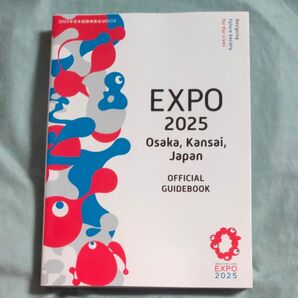 2025年日本国際博覧会MOOK
Designing
Future Society
for Our Lives
EXPO
2025
Osaka, Kansai,
Japan
OFFICIAL
GUIDEBOOK
EXPO
2025